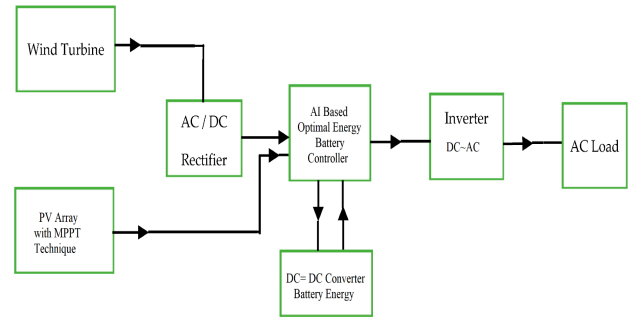 Wind Turbine
AC / DC
Rectifier
PV Array
with MPPT
Technique
AI Based
Optimal Energy
Battery
Controller
DC= DC Converter
Battery Energy
Inverter
DC~AC
AC Load